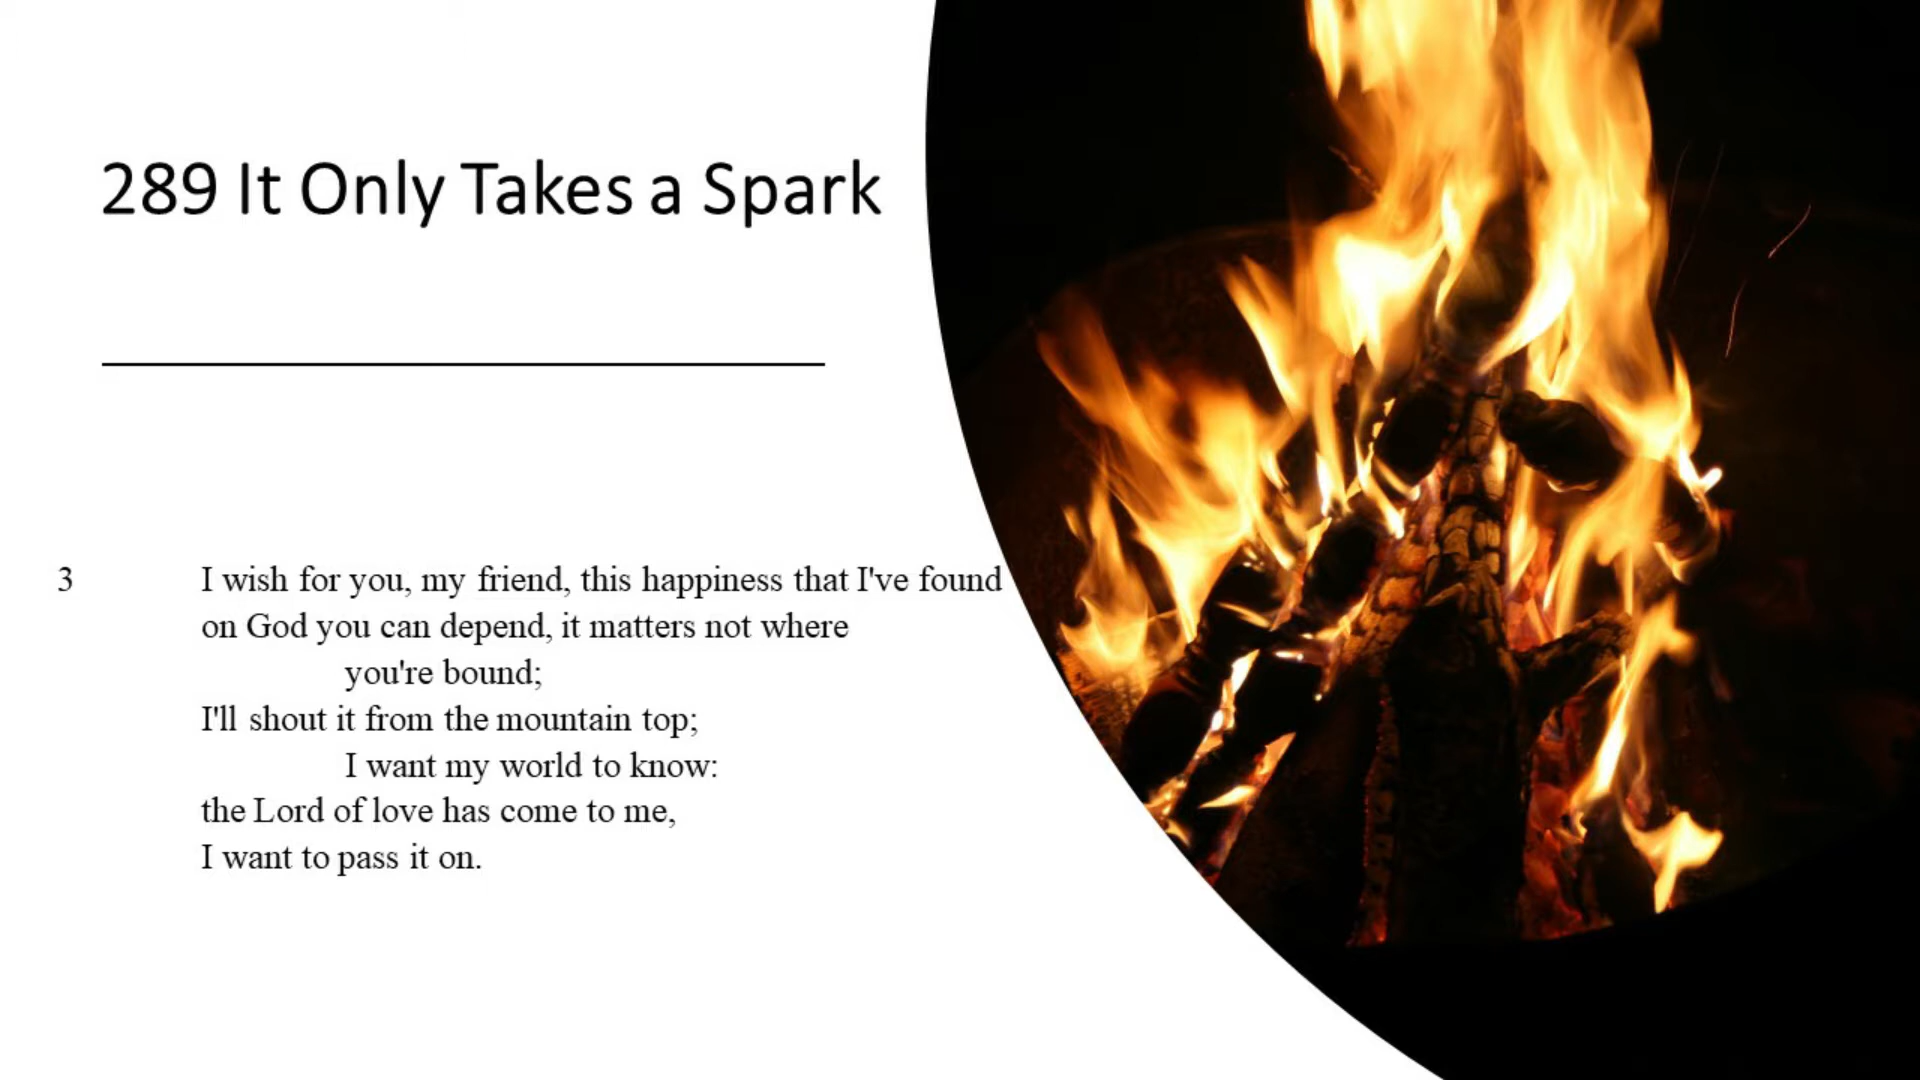 289 It Only Takes a Spark
3 I wish for you, my friend, this happiness that I've found
on God you can depend, it matters not where
you're bound;
I'll shout it from the mountain top;
I want my world to know:
the Lord of love has come to me,
I want to pass it on.